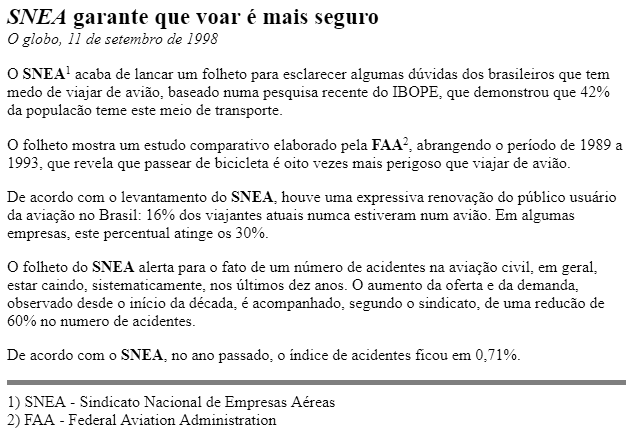 SNEA garante que voar é mais seguro
O globo, 11 de setembro de 1998
O SNEA¹ acaba de lancar um folheto para esclarecer algumas dúvidas dos brasileiros que tem
medo de viajar de avião, baseado numa pesquisa recente do IBOPE, que demonstrou que 42%
da populacão teme este meio de transporte.
O folheto mostra um estudo comparativo elaborado pela FAA², abrangendo o período de 1989 a
1993, que revela que passear de bicicleta é oito vezes mais perigoso que viajar de avião.
De acordo com o levantamento do SNEA, houve uma expressiva renovação do público usuário
da aviação no Brasil: 16% dos viajantes atuais numca estiveram num avião. Em algumas
empresas, este percentual atinge os 30%.
O folheto do SNEA alerta para o fato de um número de acidentes na aviação civil, em geral,
estar caindo, sistematicamente, nos últimos dez anos. O aumento da oferta e da demanda,
observado desde o início da década, é acompanhado, segundo o sindicato, de uma reducão de
60% no numero de acidentes.
De acordo com o SNEA, no ano passado, o índice de acidentes ficou em 0,71%.
1) SNEA - Sindicato Nacional de Empresas Aéreas
2) FAA - Federal Aviation Administration